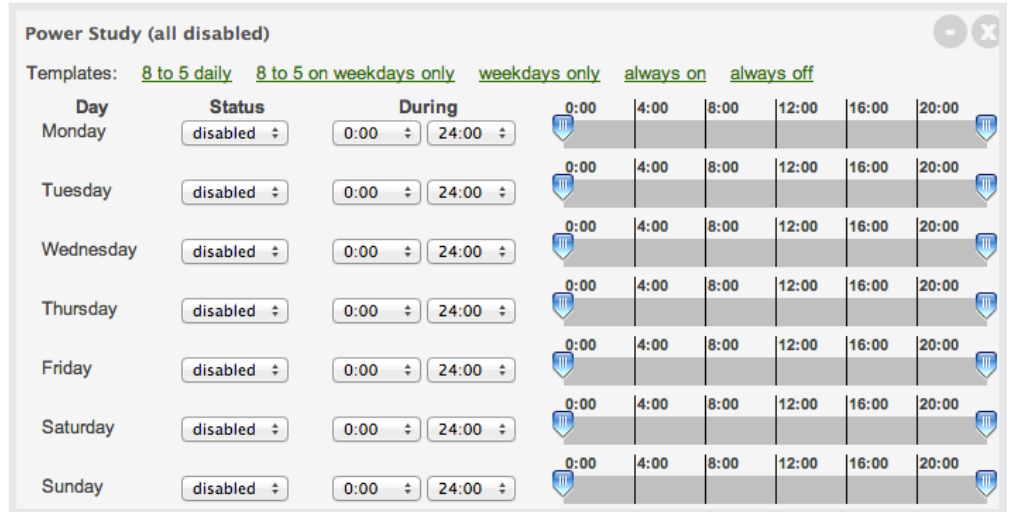 Power Study (all disabled)
Templates: 8 to 5 daily 8 to 5 on weekdays only weekdays only always on always off
Day Status During 0:00 4:00 8:00 12:00 16:00 20:00
Monday disabled 0:00 24:00
0:00 4:00 8:00 12:00 16:00 20:00
Tuesday disabled 0:00 24:00
0:00 4:00 8:00 12:00 16:00 20:00
Wednesday disabled 0:00 24:00
0:00 4:00 8:00 12:00 16:00 20:00
Thursday disabled 0:00 24:00
0:00 4:00 8:00 12:00 16:00 20:00
Friday disabled 0:00 24:00
0:00 4:00 8:00 12:00 16:00 20:00
Saturday disabled 0:00 24:00
0:00 4:00 8:00 12:00 16:00 20:00
Sunday disabled 0:00 24:00